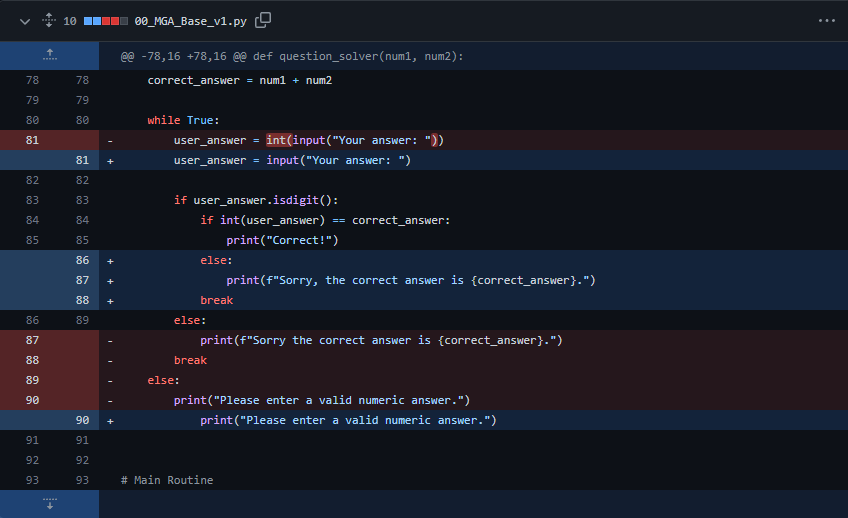 10 00_MGA_Base_v1.py
@@ -78,16 +78,16 @@ def question_solver(num1, num2):
78 78 correct_answer = num1 + num2
79 79
80 80 while True:
81 - user_answer = int(input("Your answer: "))
81 + user_answer = input("Your answer: ")
82 82
83 83 if user_answer.isdigit():
84 84 if int(user_answer) == correct_answer:
85 85 print("Correct!")
86 + else:
87 + print(f"Sorry, the correct answer is {correct_answer}.")
88 + break
86 89 else:
87 - print(f"Sorry the correct answer is {correct_answer}.")
88 - break
89 - else:
90 - print("Please enter a valid numeric answer.")
90 + print("Please enter a valid numeric answer.")
91 91
92 92
93 93 # Main Routine